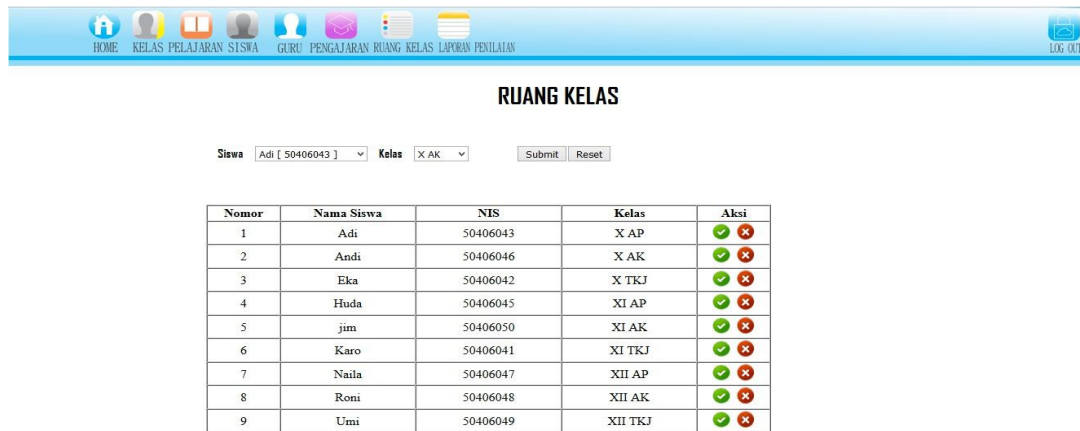 HOME KELAS PELAJARAN SISWA GURU PENGAJARAN RUANG KELAS LAPORAN PENILAIAN LOG OUT
RUANG KELAS
Siswa Adi [ 50406043 ] Kelas X AK Submit Reset
Nomor Nama Siswa NIS Kelas Aksi
1 Adi 50406043 X AP
2 Andi 50406046 X AK
3 Eka 50406042 X TKJ
4 Huda 50406045 XI AP
5 jim 50406050 XI AK
6 Karo 50406041 XI TKJ
7 Naila 50406047 XII AP
8 Roni 50406048 XII AK
9 Umi 50406049 XII TKJ